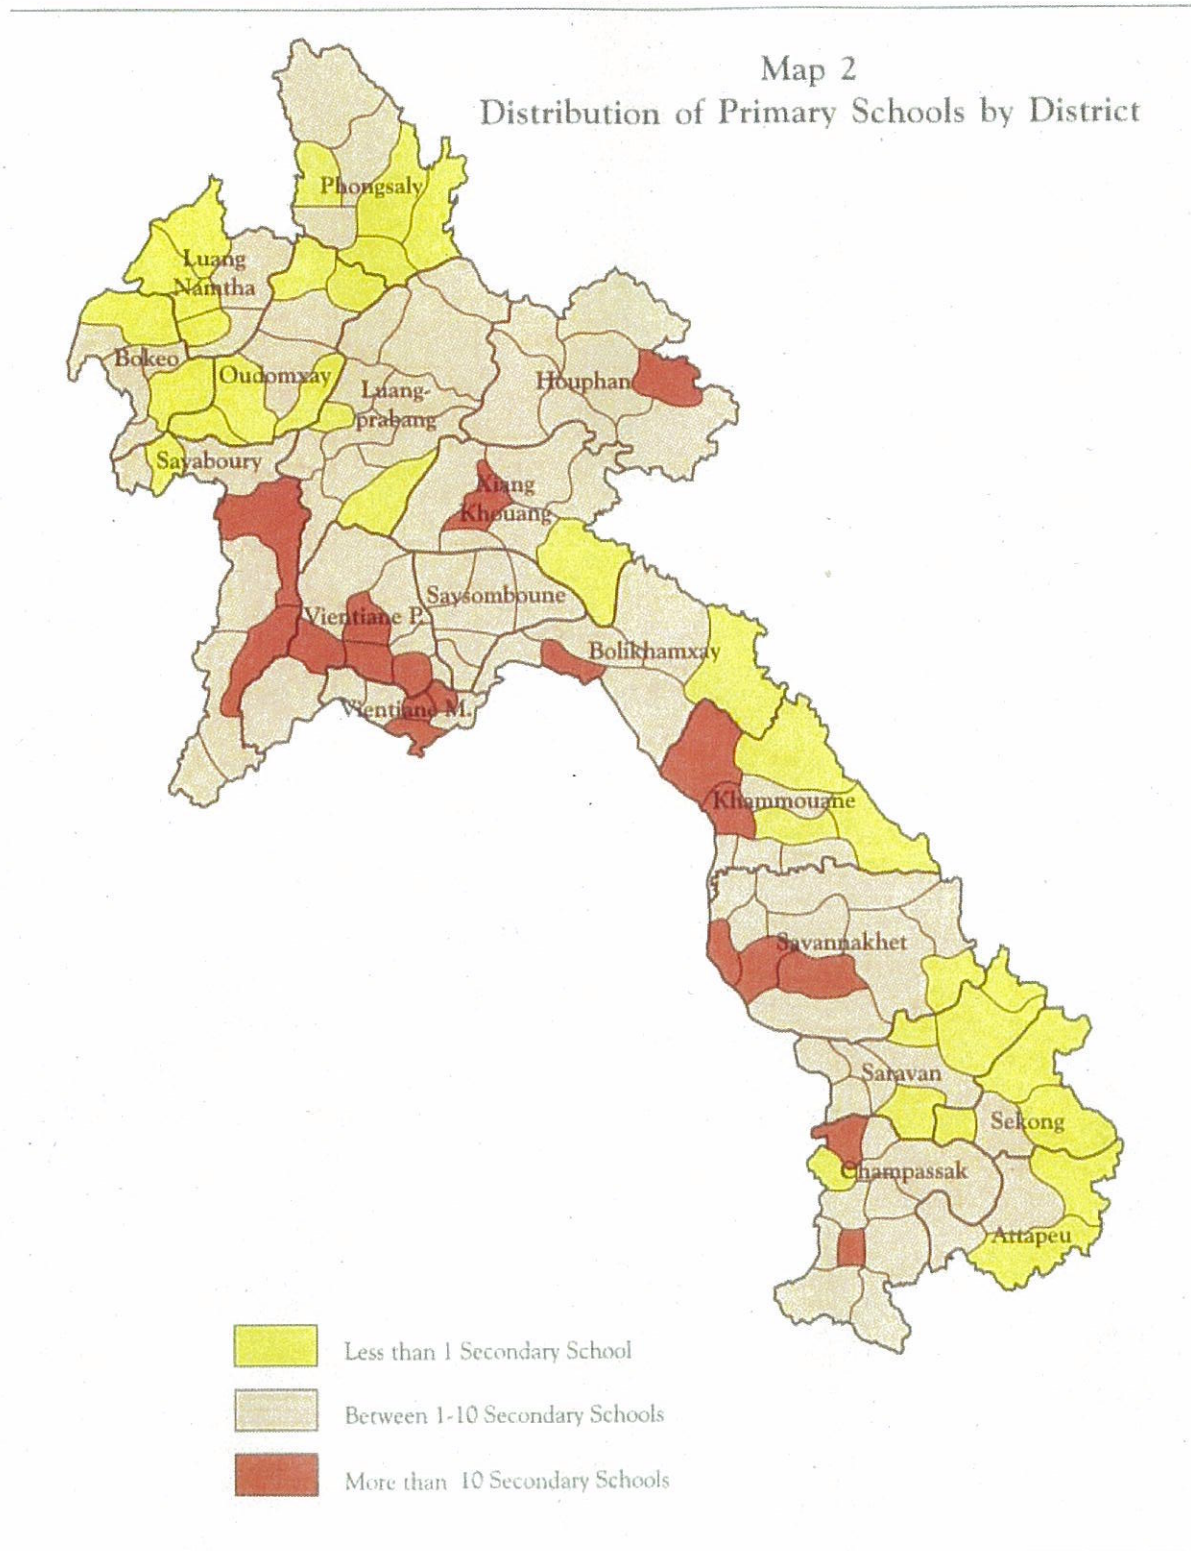 Map 2
Distribution of Primary Schools by District
Phongsaly
Luang
Namtha
Bokeo
Oudomxay
Luang-
prabang
Houphan
Sayaboury
Xiang
Khouang
Saysomboune
Vientiane P.
Bolikhamxay
Vientiane M.
Khammouane
Savannakhet
Saravan
Sekong
Champassak
Attapeu
Less than 1 Secondary School
Between 1-10 Secondary Schools
More than 10 Secondary Schools